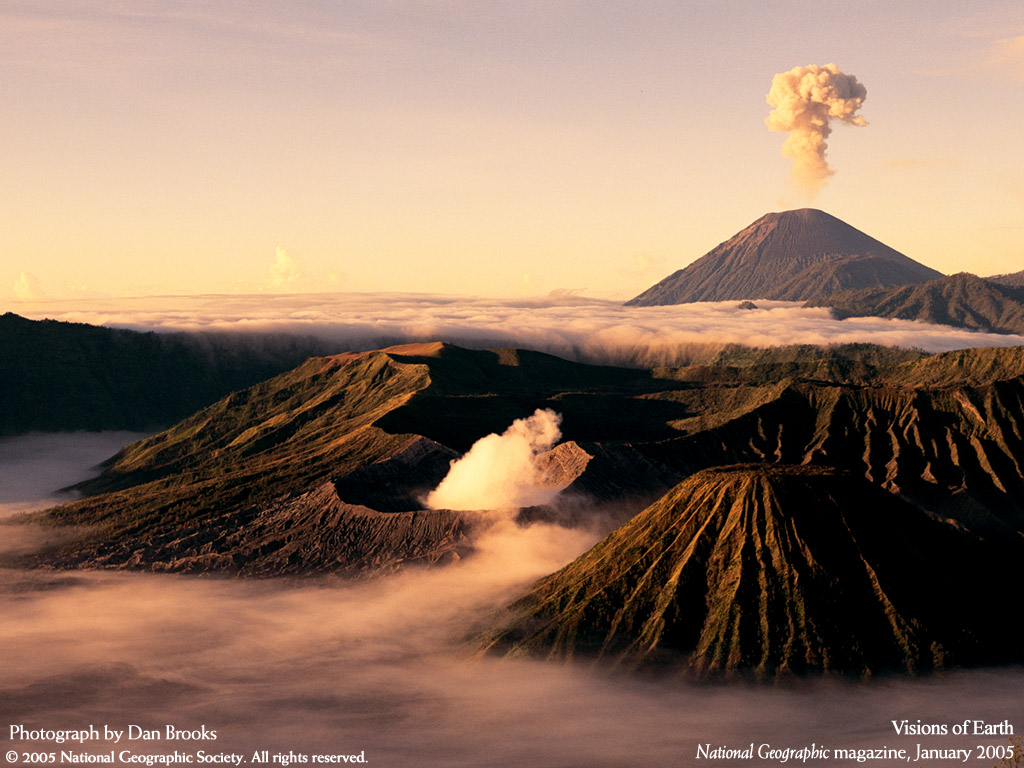 Photograph by Dan Brooks
© 2005 National Geographic Society. All rights reserved.
Visions of Earth
National Geographic magazine, January 2005